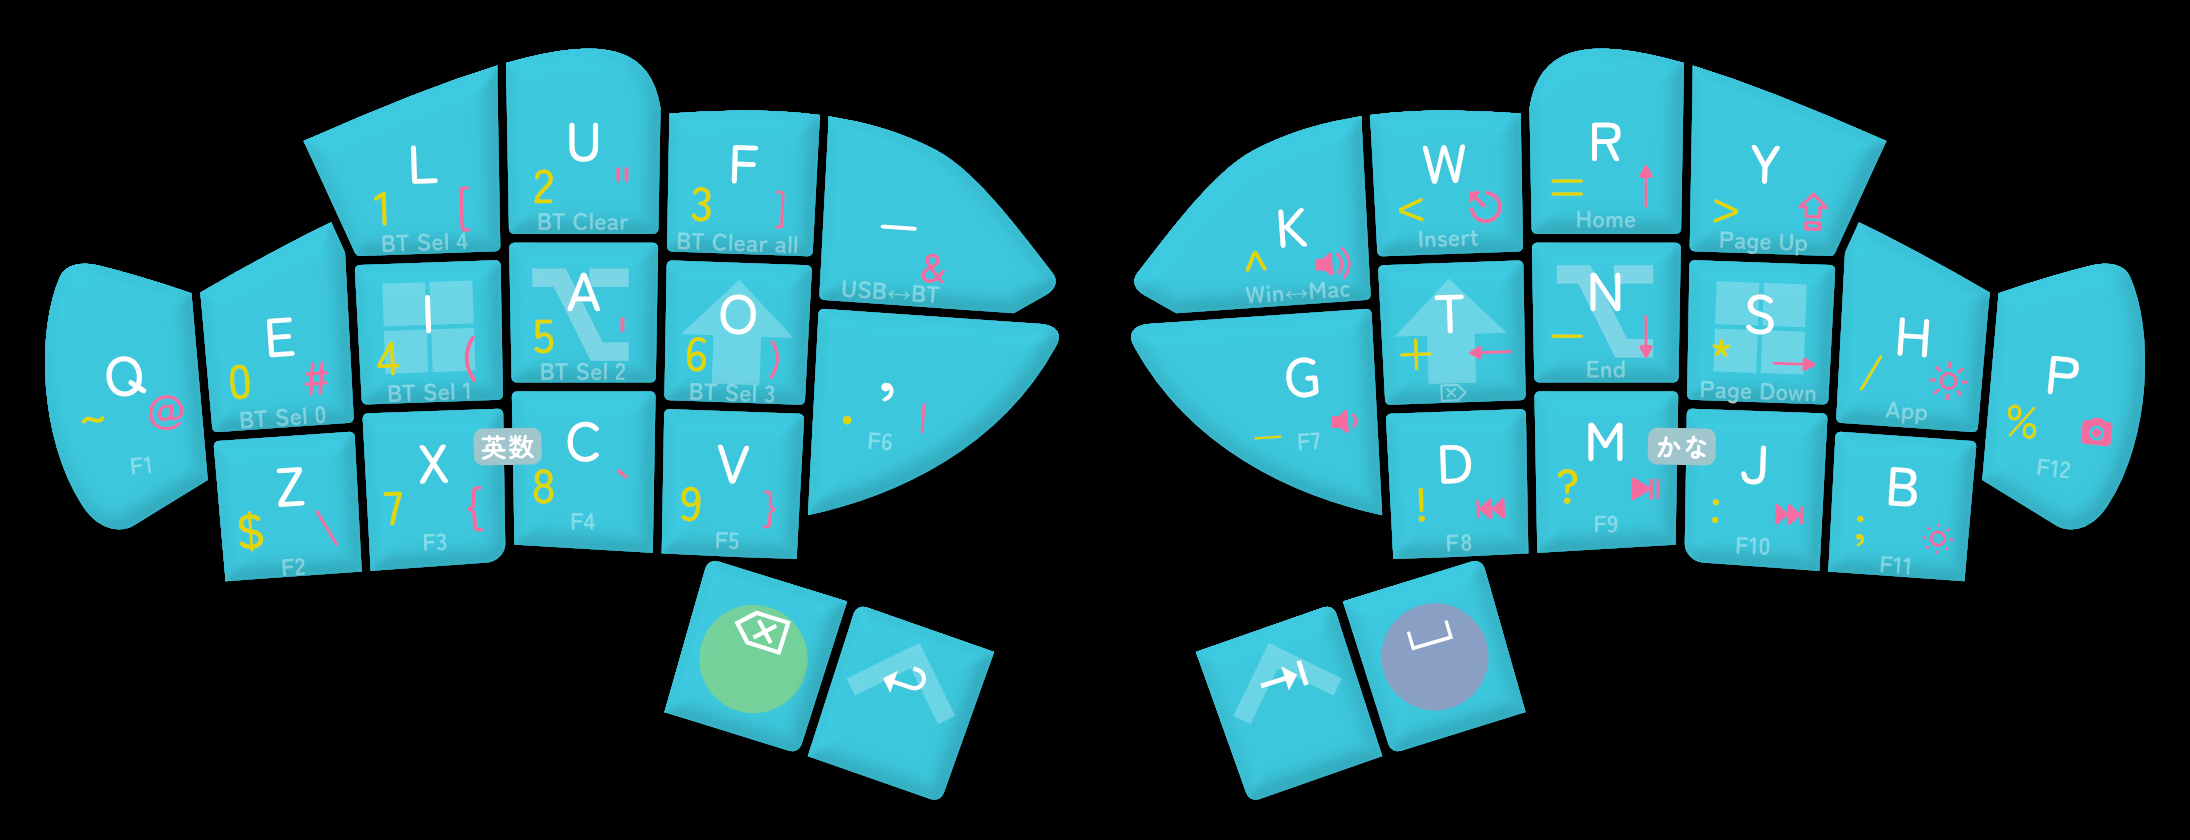 L
1 [
BT Sel 4
U
2 "
BT Clear
F
3 ]
BT Clear all
—
&
USB↔BT
K
^
Win↔Mac
W
<
Insert
R
=
Home
Y
>
Page Up
Q
~ @
F1
E
0 #
BT Sel 0
I
4 (
BT Sel 1
A
5 '
BT Sel 2
O
6 )
BT Sel 3
,
. |
F6
G
_ F7
T
+ ←
N
− ↓
End
S
* →
Page Down
H
/
App
P
%
F12
Z
$ \
F2
X
7 {
F3
英数
C
8 `
F4
V
9 }
F5
D
!
F8
M
?
F9
かな
J
:
F10
B
;
F11